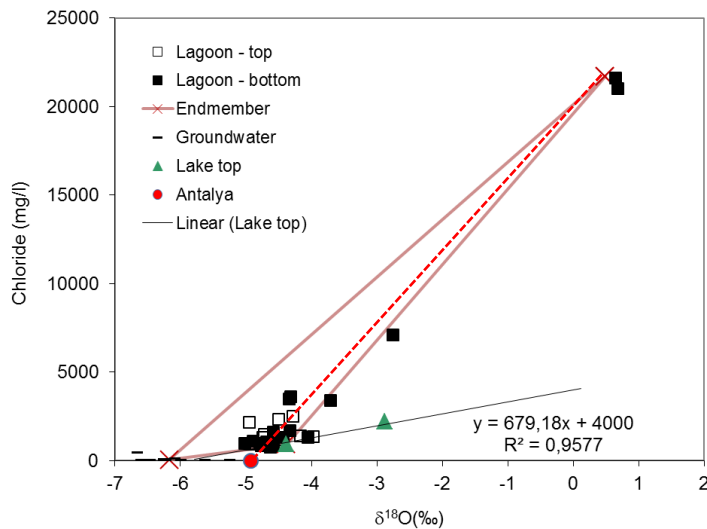 25000
20000
15000
10000
5000
0
Chloride (mg/l)
Lagoon - top
Lagoon - bottom
Endmember
Groundwater
Lake top
Antalya
Linear (Lake top)
y = 679,18x + 4000
R² = 0,9577
-7 -6 -5 -4 -3 -2 -1 0 1 2
δ¹⁸O(‰)